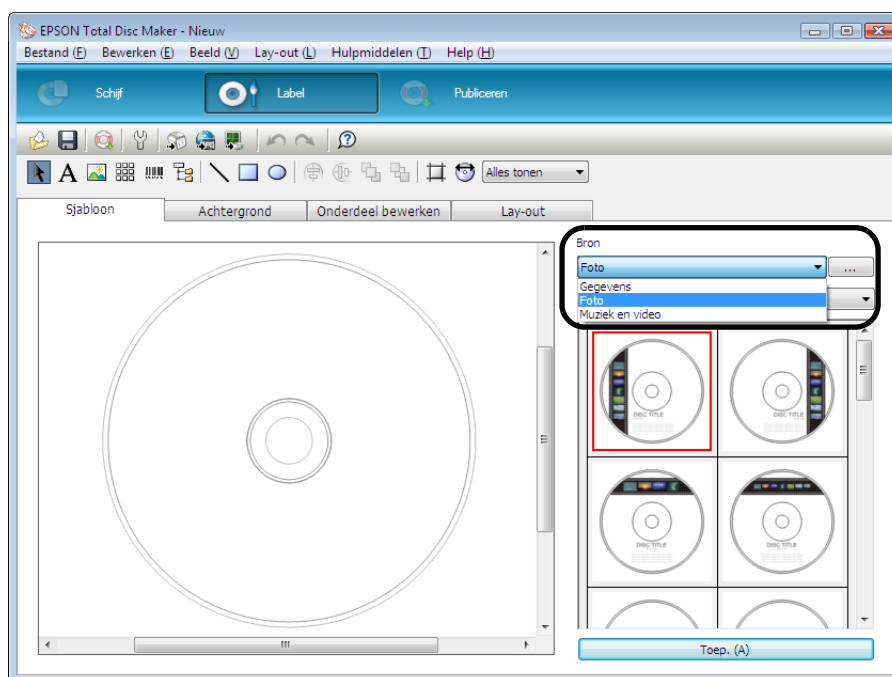 EPSON Total Disc Maker - Nieuw
Bestand (F) Bewerken (E) Beeld (V) Lay-out (L) Hulpmiddelen (T) Help (H)
Schijf Label Publiceren
A Alles tonen
Sjabloon Achtergrond Onderdeel bewerken Lay-out
Bron
Foto ...
Gegevens
Foto
Muziek en video
DISC TITLE DISC TITLE
DISC TITLE DISC TITLE
Toep. (A)